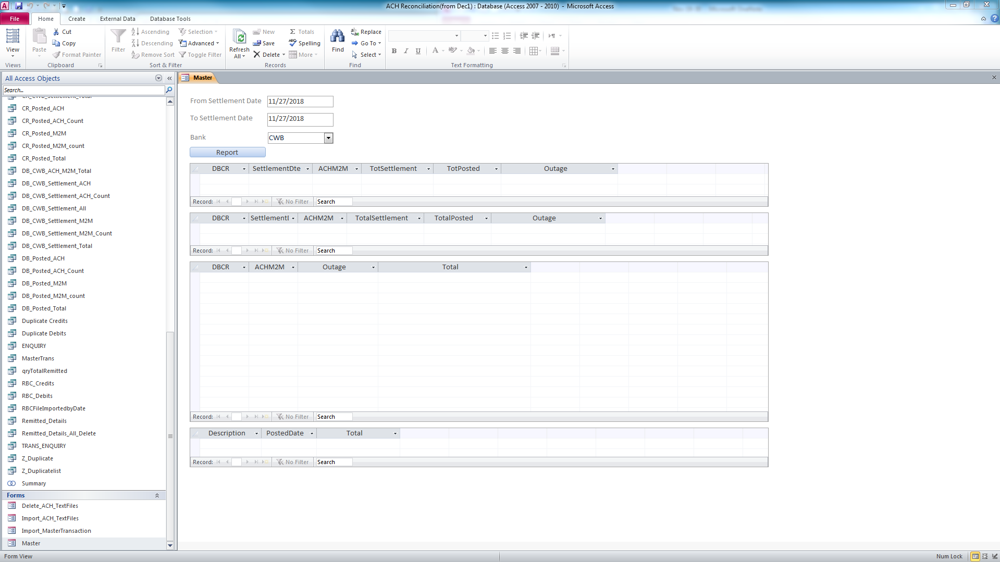 ACH Reconciliation(from Dec1) : Database (Access 2007 - 2010) - Microsoft Access
File Home Create External Data Database Tools
View
Views
Paste
Cut
Copy
Format Painter
Clipboard
Filter
Ascending
Descending
Remove Sort
Selection
Advanced
Toggle Filter
Sort & Filter
Refresh All
New
Save
Delete
Totals
Spelling
More
Records
Find
Replace
Go To
Select
Find
B I U A
Text Formatting
All Access Objects
Search...
CR_CWB_Settlement_Total
CR_Posted_ACH
CR_Posted_ACH_Count
CR_Posted_M2M
CR_Posted_M2M_count
CR_Posted_Total
DB_CWB_ACH_M2M_Total
DB_CWB_Settlement_ACH
DB_CWB_Settlement_ACH_Count
DB_CWB_Settlement_All
DB_CWB_Settlement_M2M
DB_CWB_Settlement_M2M_Count
DB_CWB_Settlement_Total
DB_Posted_ACH
DB_Posted_ACH_Count
DB_Posted_M2M
DB_Posted_M2M_count
DB_Posted_Total
Duplicate Credits
Duplicate Debits
ENQUIRY
MasterTrans
qryTotalRemitted
RBC_Credits
RBC_Debits
RBCFileImportedbyDate
Remitted_Details
Remitted_Details_All_Delete
TRANS_ENQUIRY
Z_Duplicate
Z_Duplicatelist
Summary
Forms
Delete_ACH_TextFiles
Import_ACH_TextFiles
Import_MasterTransaction
Master
Master
From Settlement Date 11/27/2018
To Settlement Date 11/27/2018
Bank CWB
Report
DBCR SettlementDte ACHM2M TotSettlement TotPosted Outage
Record: No Filter Search
DBCR SettlementI ACHM2M TotalSettlement TotalPosted Outage
Record: No Filter Search
DBCR ACHM2M Outage Total
Record: No Filter Search
Description PostedDate Total
Record: No Filter Search
Form View Num Lock